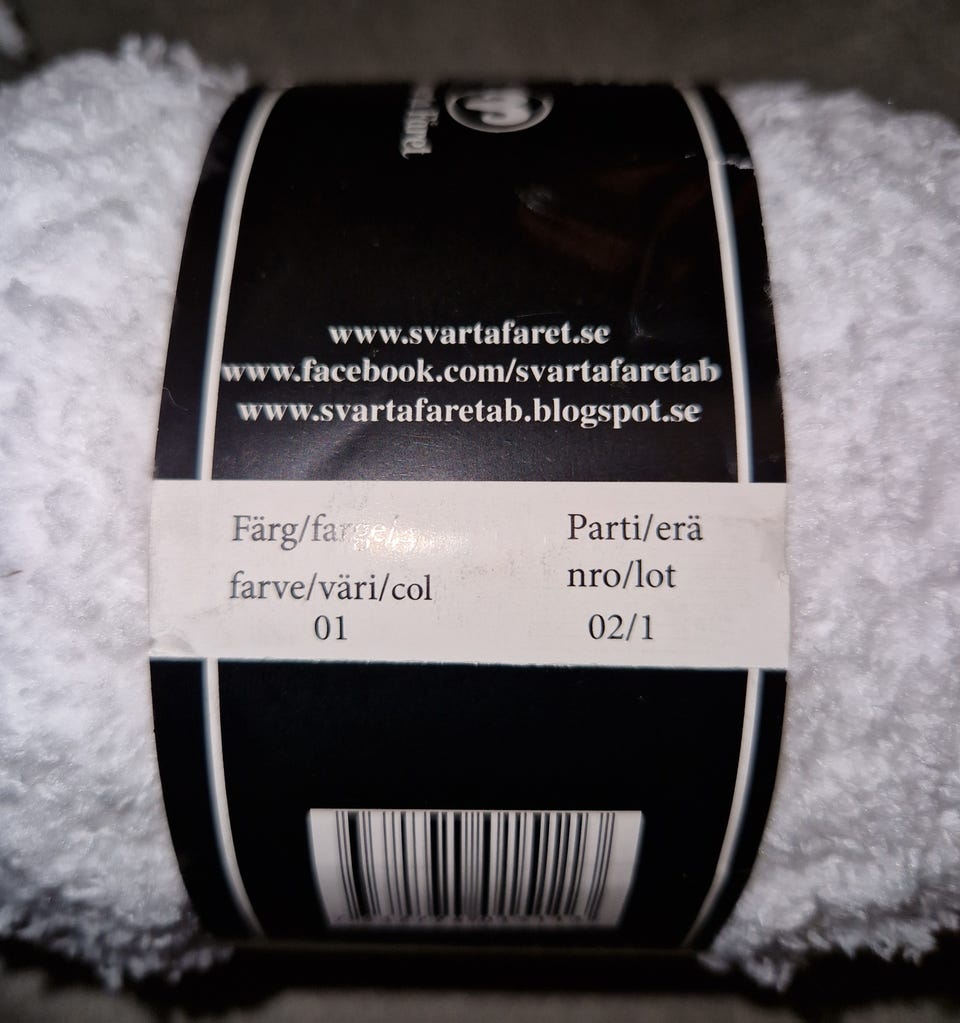 www.svartafaret.se
www.facebook.com/svartafaretab
www.svartafaretab.blogspot.se
Färg/farge/
farve/väri/col
01
Parti/erä
nro/lot
02/1